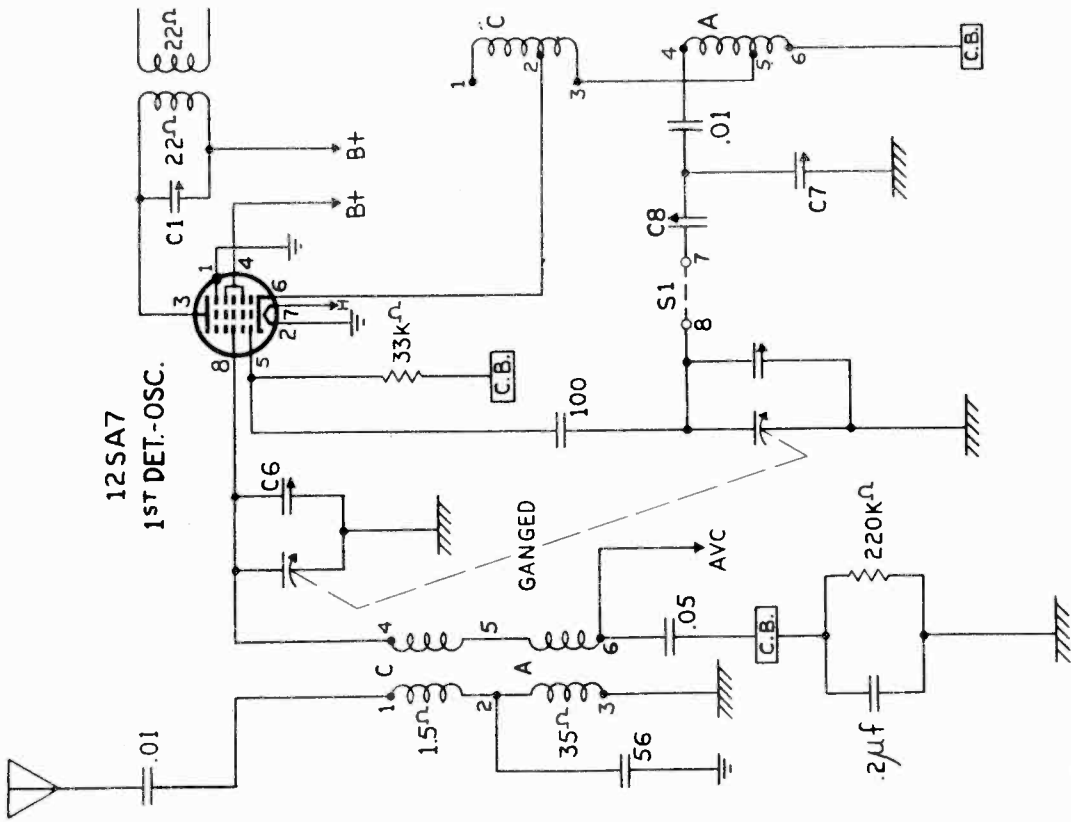 12SA7
1ST DET.-OSC.
22Ω
22Ω
C1
B+
B+
3
1
4
8
5
6
7
2
H
33KΩ
C.B.
100
C
1
2
3
A
4
5
6
C.B.
.01
C8
C7
7
S1
8
C6
GANGED
AVC
4
5
6
C
A
1
1.5Ω
2
35Ω
3
.01
56
.05
C.B.
220KΩ
.2μf